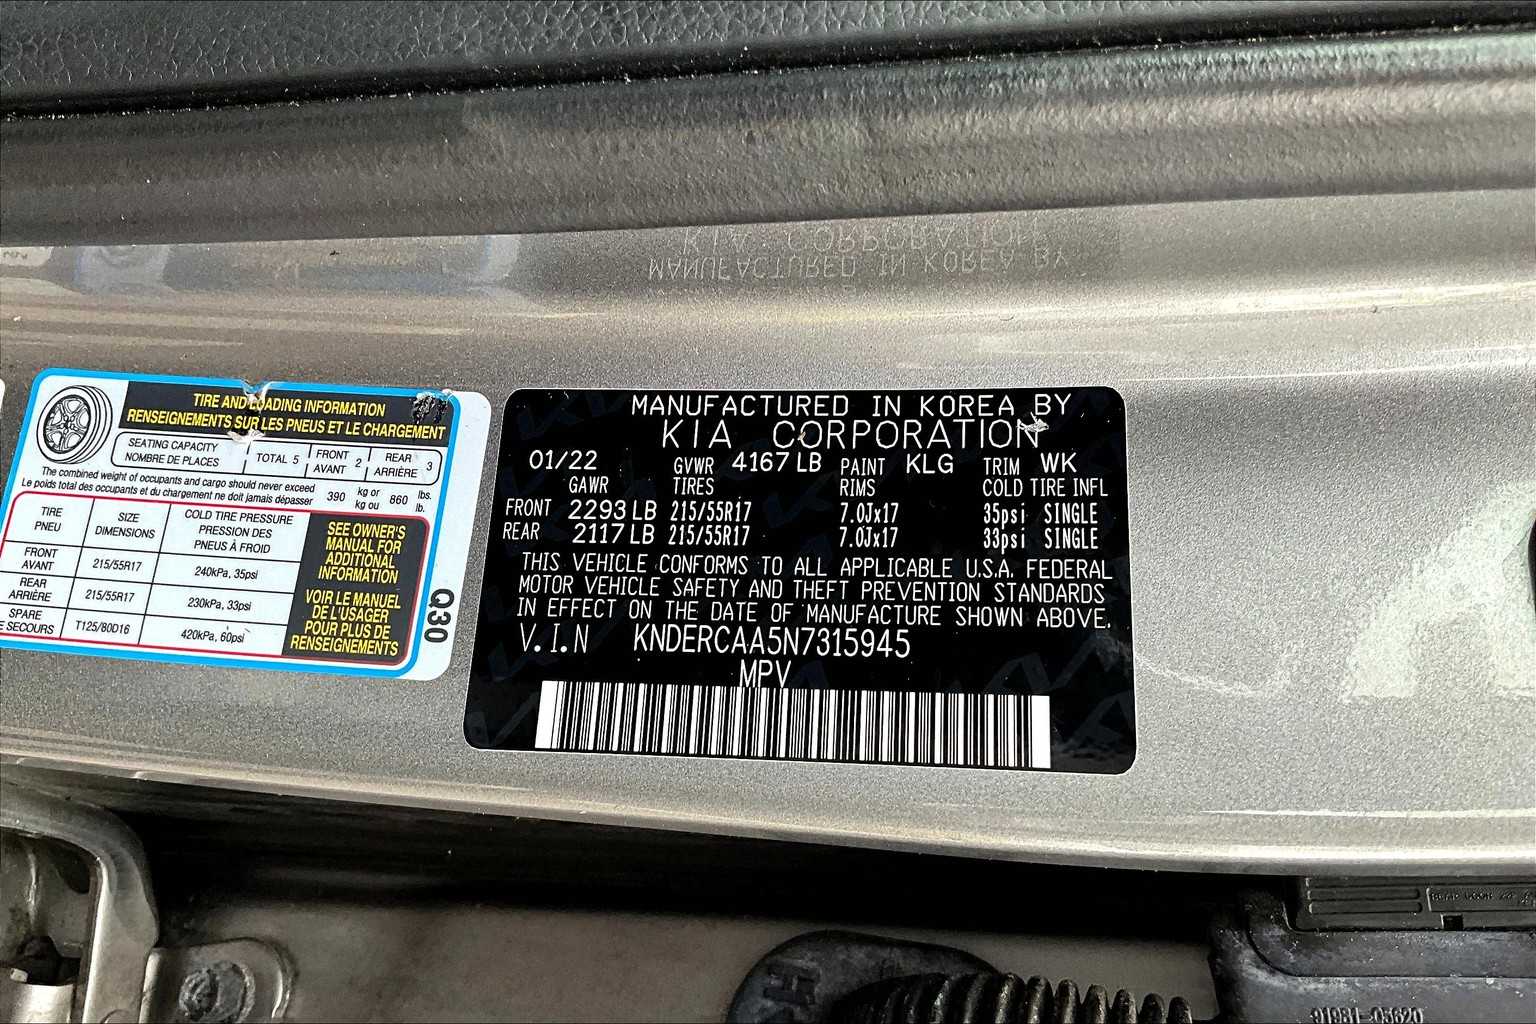 TIRE AND LOADING INFORMATION
RENSEIGNEMENTS SUR LES PNEUS ET LE CHARGEMENT
SEATING CAPACITY
NOMBRE DE PLACES
TOTAL 5
FRONT
AVANT 2
REAR
ARRIÈRE 3
The combined weight of occupants and cargo should never exceed
Le poids total des occupants et du chargement ne doit jamais dépasser
390 kg or
kg ou
860 lbs.
lb.
TIRE
PNEU
SIZE
DIMENSIONS
COLD TIRE PRESSURE
PRESSION DES
PNEUS À FROID
FRONT
AVANT
215/55R17
240kPa, 35psi
REAR
ARRIÈRE
215/55R17
230kPa, 33psi
SPARE
E SECOURS
T125/80D16
420kPa, 60psi
SEE OWNER'S
MANUAL FOR
ADDITIONAL
INFORMATION
VOIR LE MANUEL
DE L'USAGER
POUR PLUS DE
RENSEIGNEMENTS
Q30
MANUFACTURED IN KOREA BY
KIA CORPORATION
01/22 GVWR 4167 LB PAINT KLG TRIM WK
GAWR TIRES RIMS COLD TIRE INFL
FRONT 2293 LB 215/55R17 7.0Jx17 35psi SINGLE
REAR 2117 LB 215/55R17 7.0Jx17 33psi SINGLE
THIS VEHICLE CONFORMS TO ALL APPLICABLE U.S.A. FEDERAL
MOTOR VEHICLE SAFETY AND THEFT PREVENTION STANDARDS
IN EFFECT ON THE DATE OF MANUFACTURE SHOWN ABOVE.
V.I.N KNDERCAA5N7315945
MPV
91981-05620